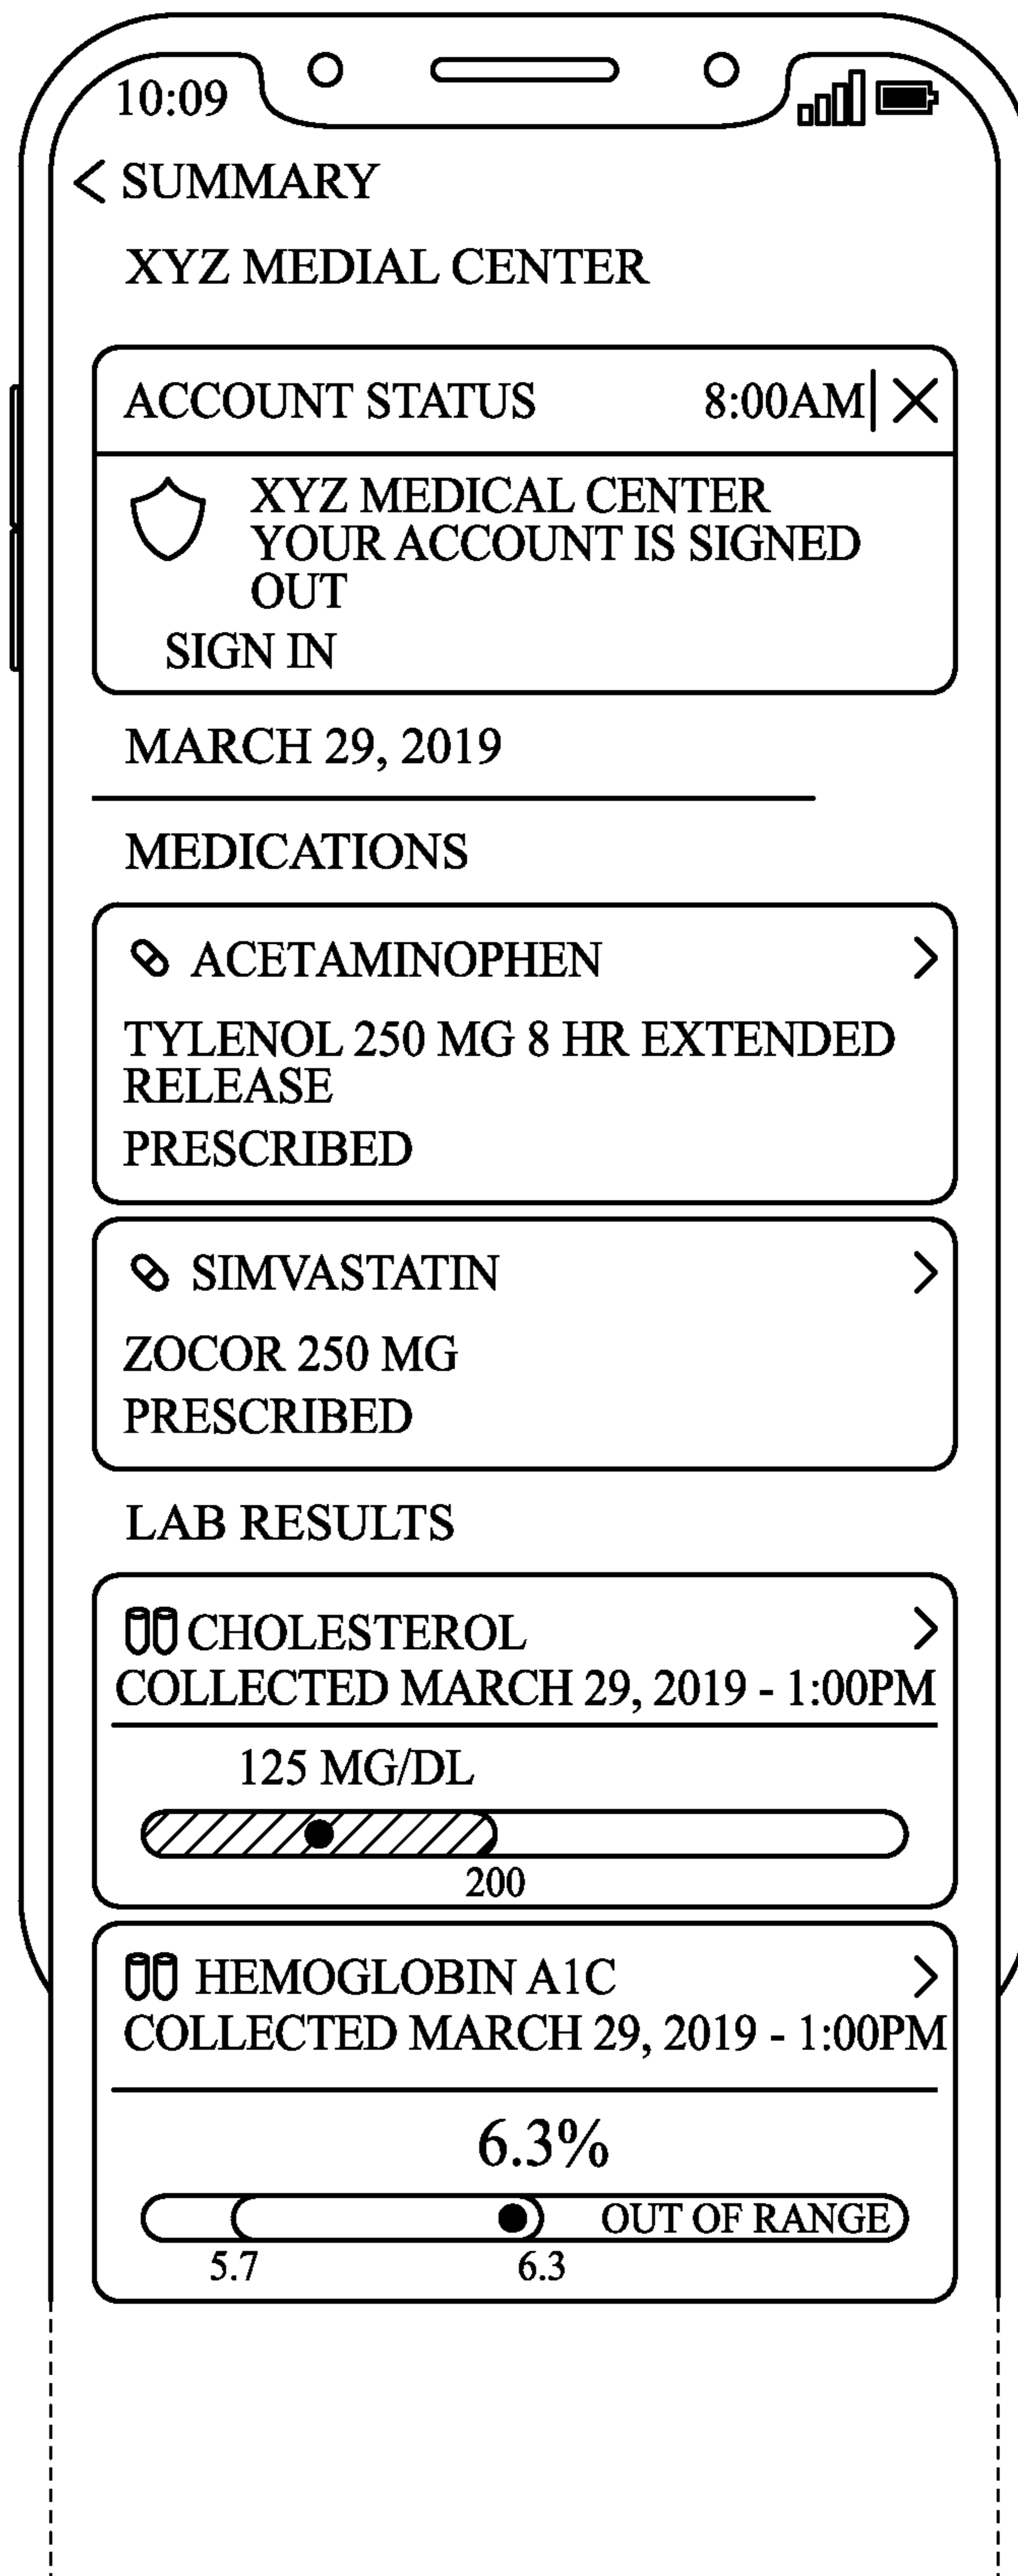 10:09
< SUMMARY
XYZ MEDIAL CENTER
ACCOUNT STATUS 8:00AM
XYZ MEDICAL CENTER
YOUR ACCOUNT IS SIGNED
OUT
SIGN IN
MARCH 29, 2019
MEDICATIONS
ACETAMINOPHEN
TYLENOL 250 MG 8 HR EXTENDED
RELEASE
PRESCRIBED
SIMVASTATIN
ZOCOR 250 MG
PRESCRIBED
LAB RESULTS
CHOLESTEROL
COLLECTED MARCH 29, 2019 - 1:00PM
125 MG/DL
200
HEMOGLOBIN A1C
COLLECTED MARCH 29, 2019 - 1:00PM
6.3%
OUT OF RANGE
5.7 6.3